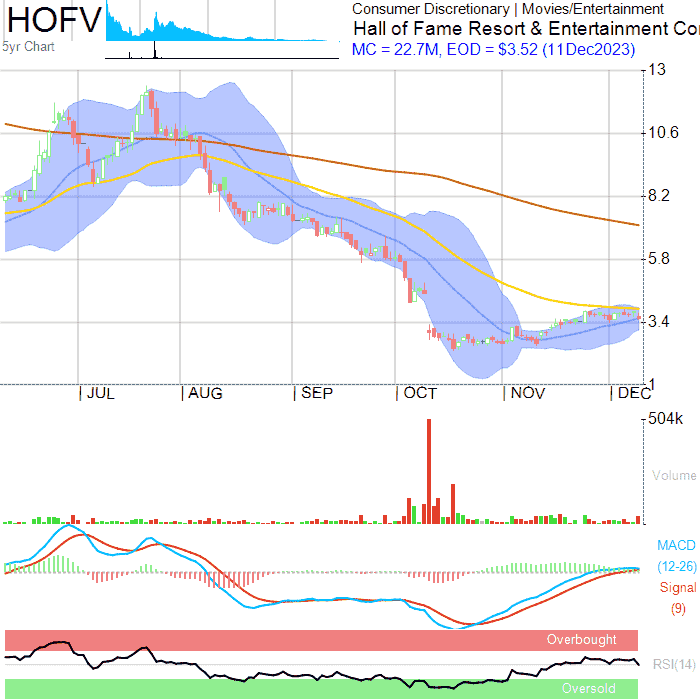 HOFV
5yr Chart
Consumer Discretionary | Movies/Entertainment
Hall of Fame Resort & Entertainment Co
MC = 22.7M, EOD = $3.52 (11Dec2023)
13
10.6
8.2
5.8
3.4
1
JUL AUG SEP OCT NOV DEC
504k
Volume
MACD
(12-26)
Signal
(9)
Overbought
RSI(14)
Oversold